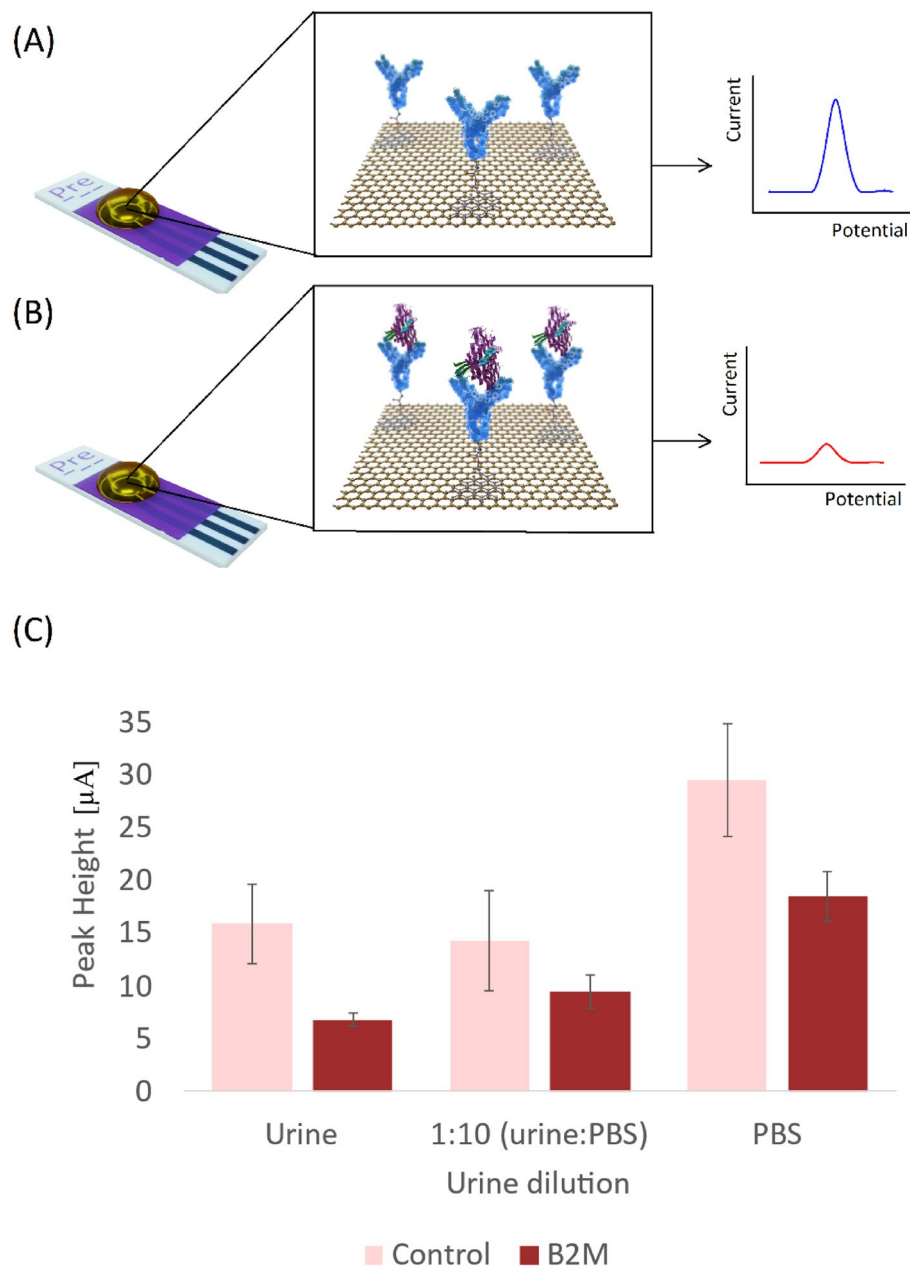 (A)
Pre
Current
Potential
(B)
Pre
Current
Potential
(C)
Peak Height [µA]
35
30
25
20
15
10
5
0
Urine 1:10 (urine:PBS) PBS
Urine dilution
Control B2M